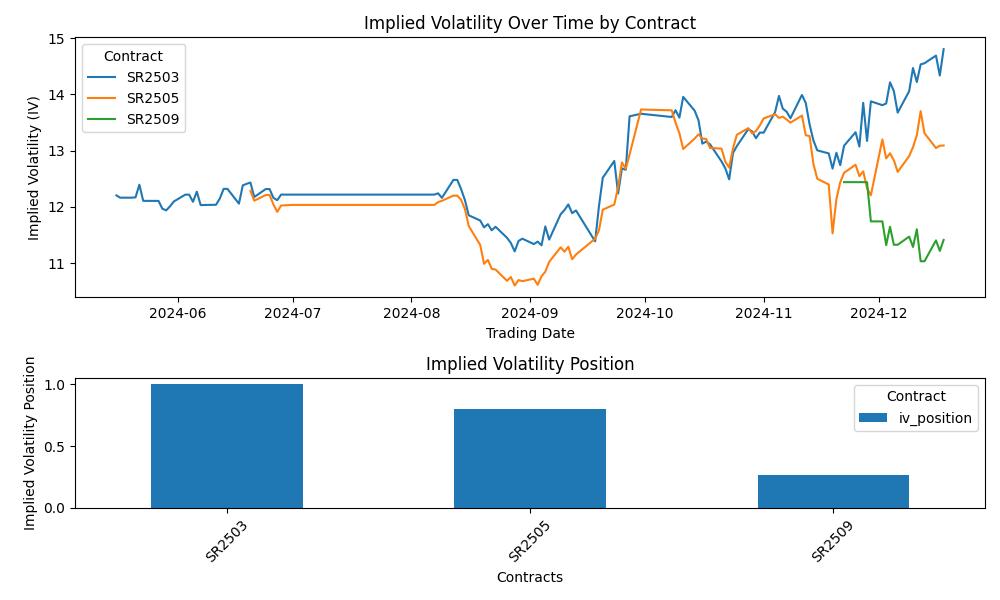 Implied Volatility Over Time by Contract
Implied Volatility (IV)
15
14
13
12
11
Contract
SR2503
SR2505
SR2509
2024-06
2024-07
2024-08
2024-09
2024-10
2024-11
2024-12
Trading Date
Implied Volatility Position
Implied Volatility Position
1.0
0.5
0.0
Contract
iv_position
SR2503
SR2505
SR2509
Contracts